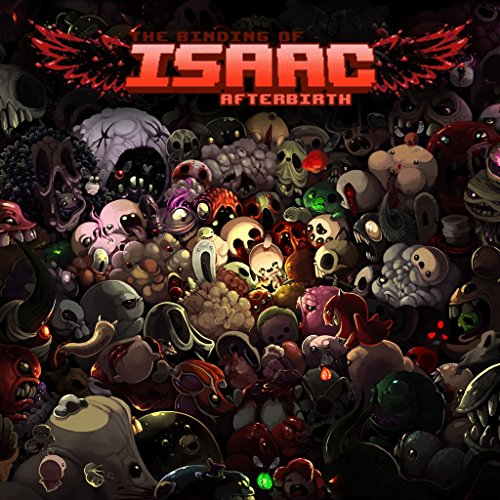 THE BINDING OF
ISAAC
AFTERBIRTH